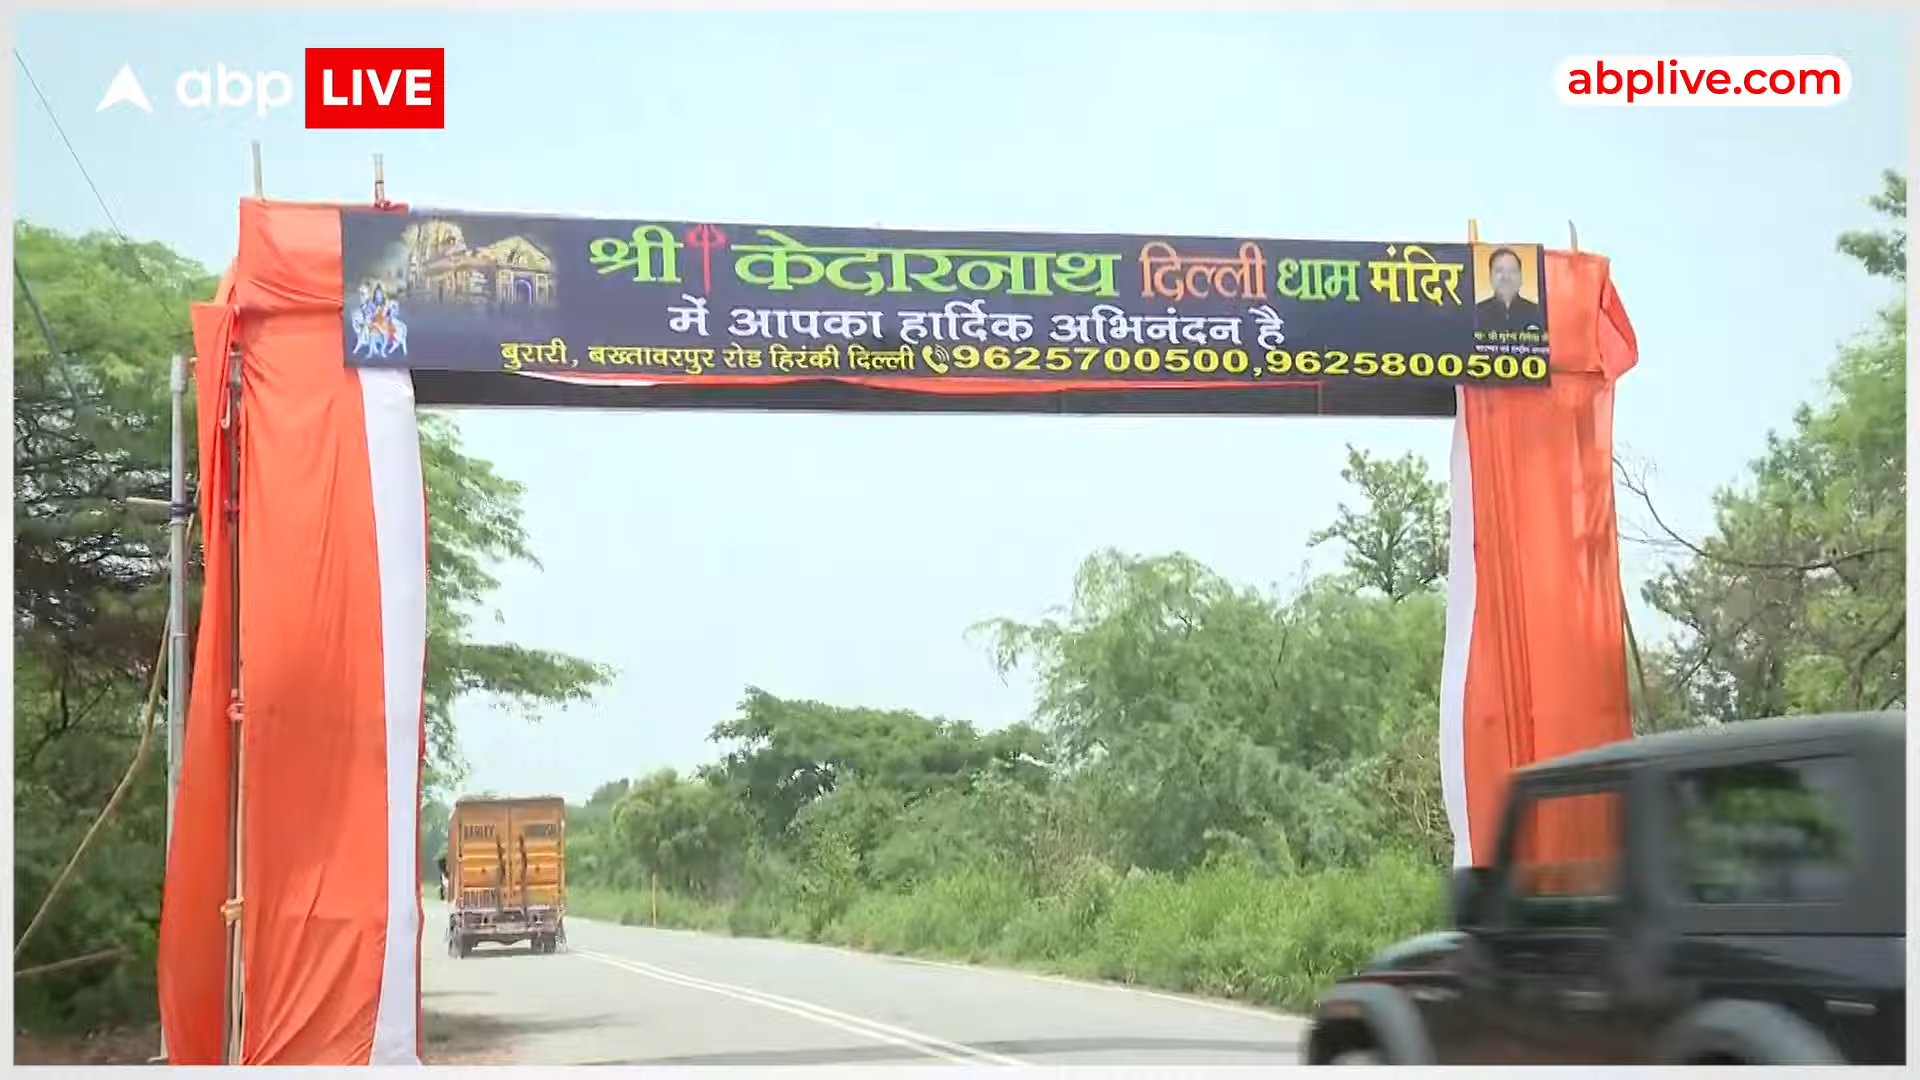 abp LIVE
abplive.com
श्री केदारनाथ दिल्ली धाम मंदिर
में आपका हार्दिक अभिनंदन है
बुरारी, बख्तावरपुर रोड हिरंकी दिल्ली 9625700500,9625800500